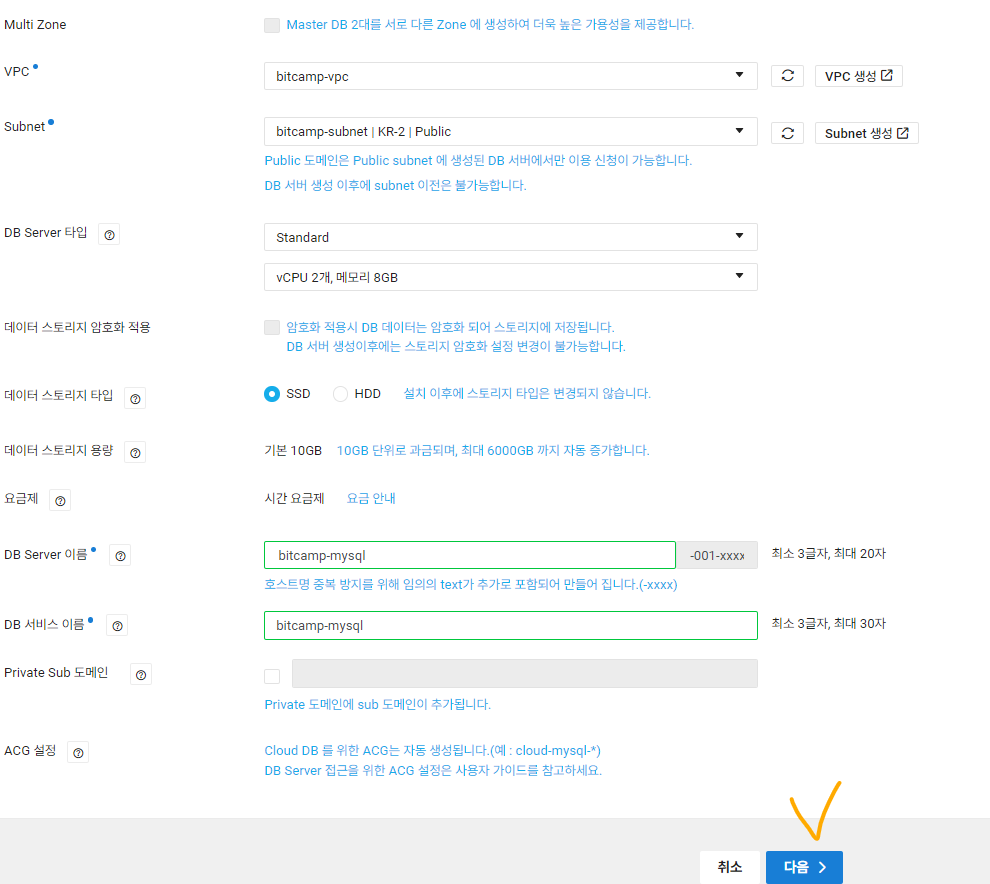 Multi Zone
Master DB 2대를 서로 다른 Zone 에 생성하여 더욱 높은 가용성을 제공합니다.
VPC
bitcamp-vpc
VPC 생성
Subnet
bitcamp-subnet | KR-2 | Public
Subnet 생성
Public 도메인은 Public subnet 에 생성된 DB 서버에서만 이용 신청이 가능합니다.
DB 서버 생성 이후에 subnet 이전은 불가능합니다.
DB Server 타입
Standard
vCPU 2개, 메모리 8GB
데이터 스토리지 암호화 적용
암호화 적용시 DB 데이터는 암호화 되어 스토리지에 저장됩니다.
DB 서버 생성이후에는 스토리지 암호화 설정 변경이 불가능합니다.
데이터 스토리지 타입
SSD
HDD
설치 이후에 스토리지 타입은 변경되지 않습니다.
데이터 스토리지 용량
기본 10GB
10GB 단위로 과금되며, 최대 6000GB 까지 자동 증가합니다.
요금제
시간 요금제
요금 안내
DB Server 이름
bitcamp-mysql
-001-xxxx
최소 3글자, 최대 20자
호스트명 중복 방지를 위해 임의의 text가 추가로 포함되어 만들어 집니다.(-xxxx)
DB 서비스 이름
bitcamp-mysql
최소 3글자, 최대 30자
Private Sub 도메인
Private 도메인에 sub 도메인이 추가됩니다.
ACG 설정
Cloud DB 를 위한 ACG는 자동 생성됩니다.(예 : cloud-mysql-*)
DB Server 접근을 위한 ACG 설정은 사용자 가이드를 참고하세요.
취소
다음